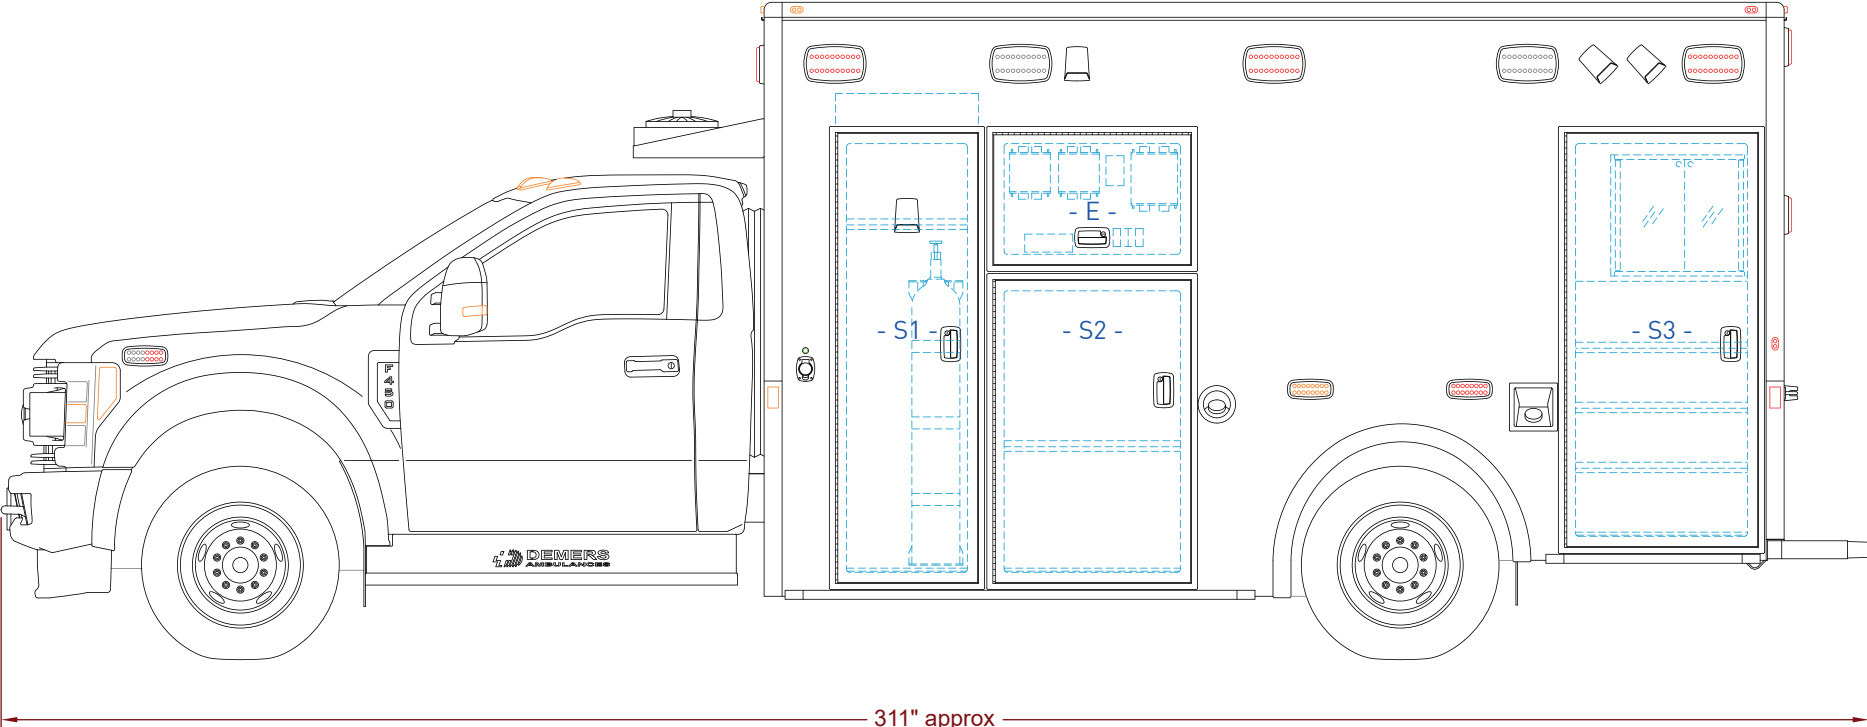 - E -
- S1 -
- S2 -
- S3 -
F
4
5
0
DEMERS
AMBULANCES
311" approx